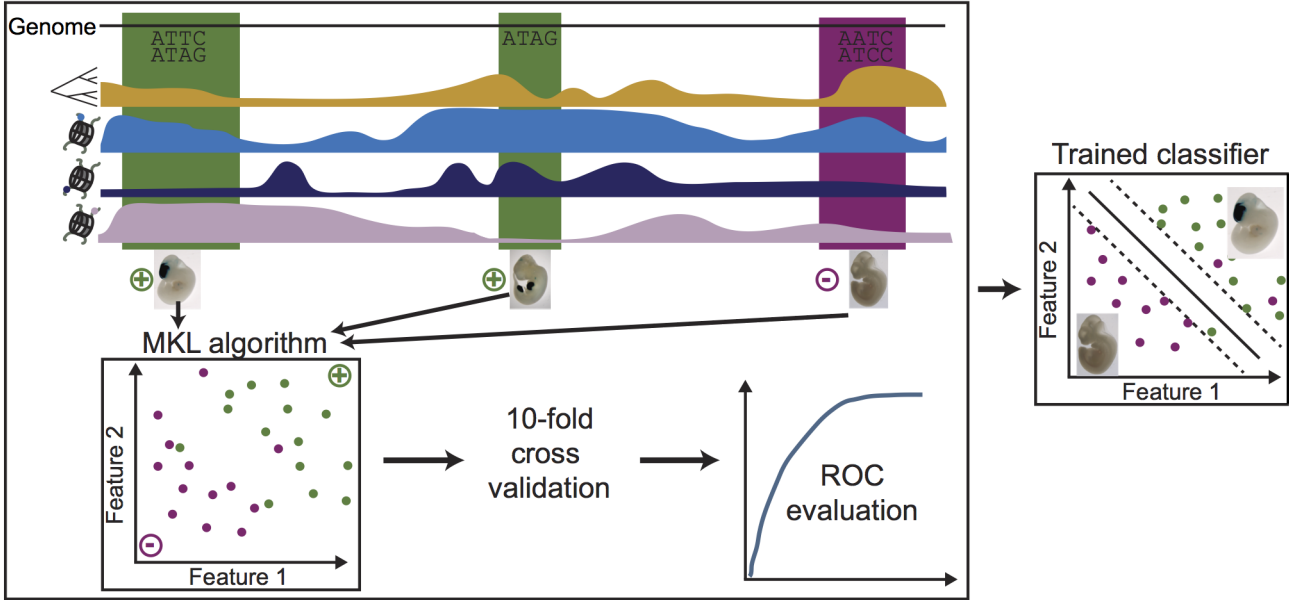 Genome
ATTC
ATAG
ATAG
AATC
ATCC
+
+
-
MKL algorithm
+
Feature 2
-
Feature 1
10-fold
cross
validation
ROC
evaluation
Trained classifier
Feature 2
Feature 1